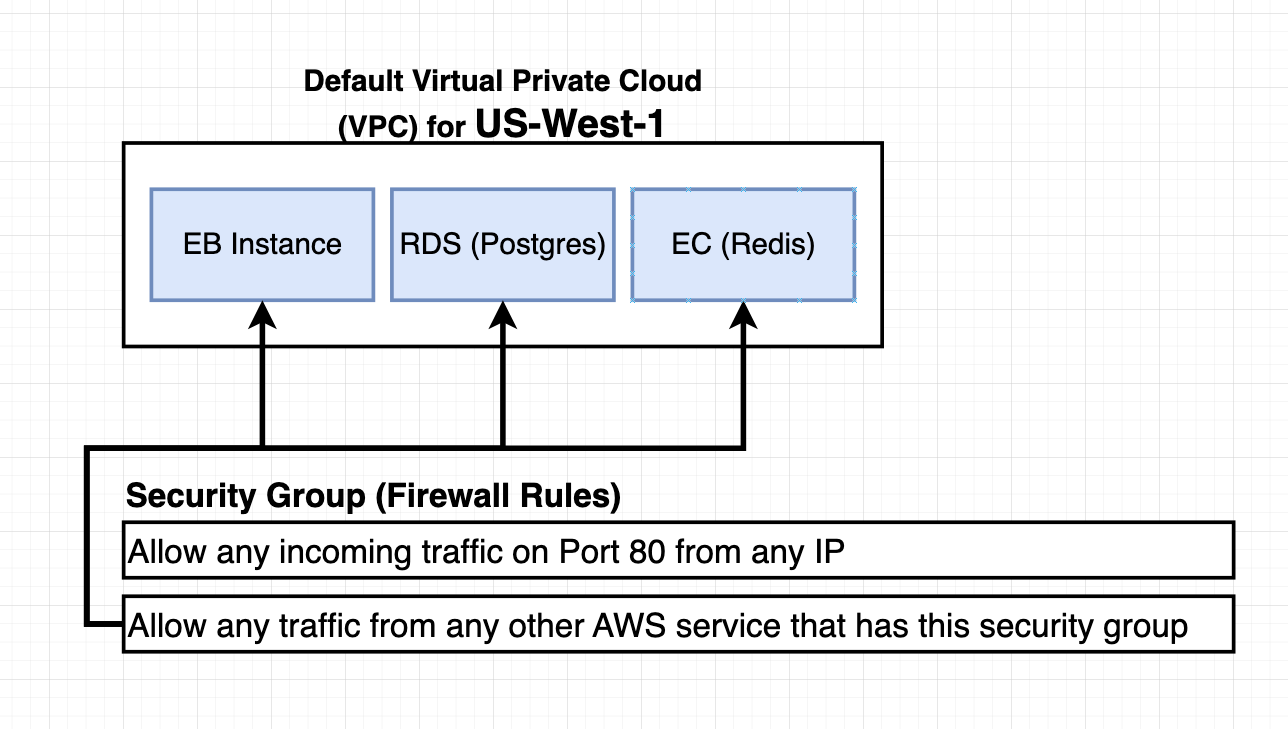 Default Virtual Private Cloud
(VPC) for US-West-1
EB Instance
RDS (Postgres)
EC (Redis)
Security Group (Firewall Rules)
Allow any incoming traffic on Port 80 from any IP
Allow any traffic from any other AWS service that has this security group